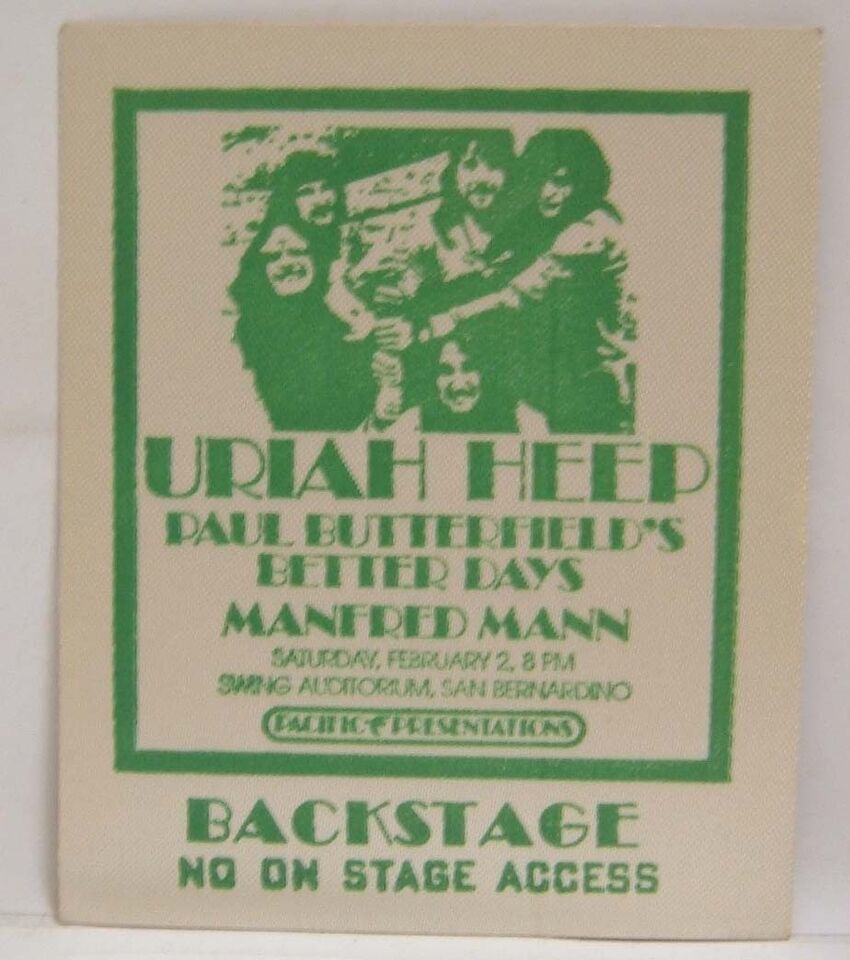 URIAH HEEP
PAUL BUTTERFIELD'S
BETTER DAYS
MANFRED MANN
SATURDAY, FEBRUARY 2, 8 PM
SWING AUDITORIUM, SAN BERNARDINO
PACIFIC PRESENTATIONS
BACKSTAGE
NO ON STAGE ACCESS